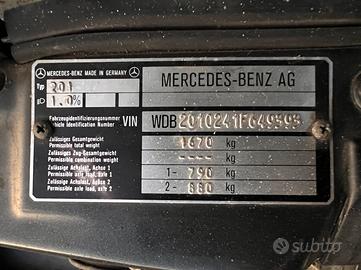 MERCEDES-BENZ MADE IN GERMANY
Typ 201
1.0%
MERCEDES-BENZ AG
Fahrzeugidentifizierungsnummer
Vehicle Identification Number
VIN WDB2010241F649393
Zulässiges Gesamtgewicht
Permissible total weight
1670 kg
Zulässiges Zug-Gesamtgewicht
Permissible combination weight
---- kg
Zulässige Achslast, Achse 1
Permissible axle load, axle 1
1- 790 kg
Zulässige Achslast, Achse 2
Permissible axle load, axle 2
2- 880 kg
subito